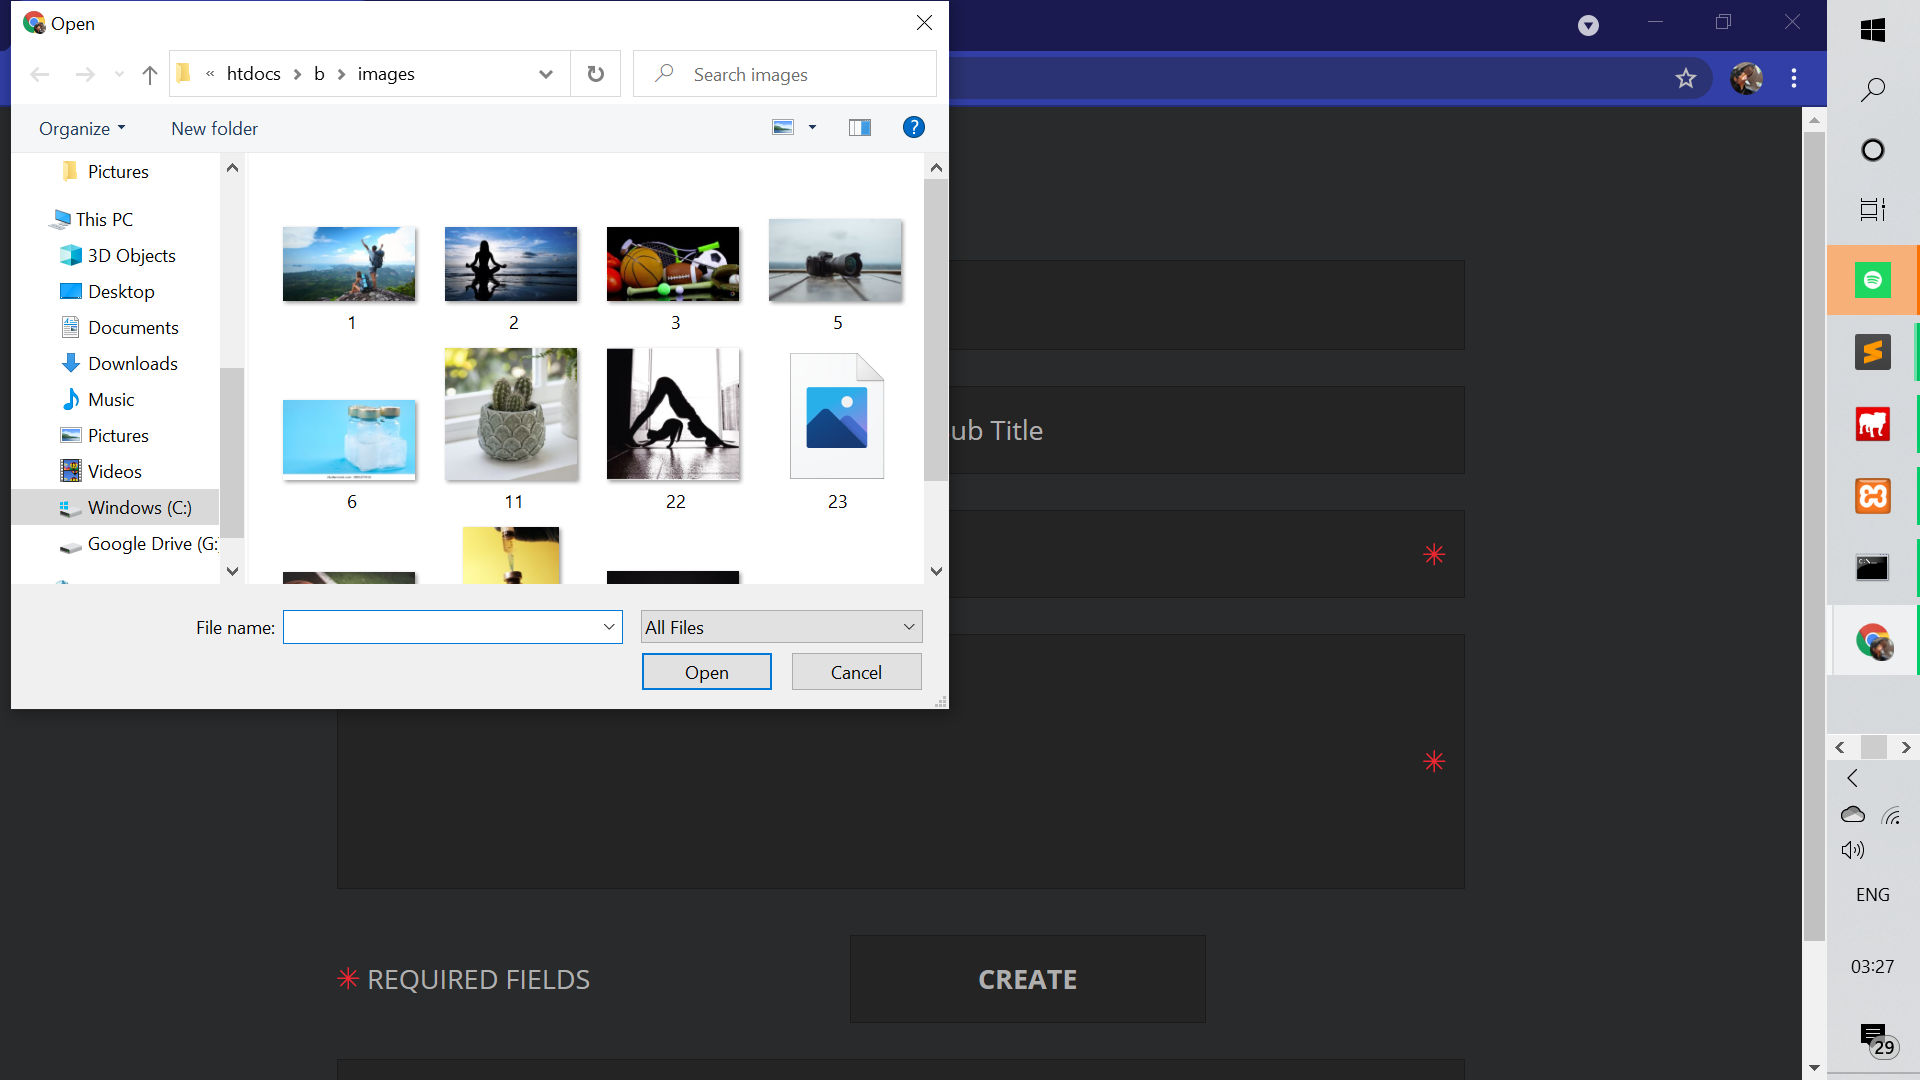 Open
« htdocs > b > images
Search images
Organize
New folder
?
Pictures
This PC
3D Objects
Desktop
Documents
Downloads
Music
Pictures
Videos
Windows (C:)
Google Drive (G:
1
2
3
5
6
11
22
23
File name:
All Files
Open
Cancel
ub Title
✳
✳
✳ REQUIRED FIELDS
CREATE
ENG
03:27
29